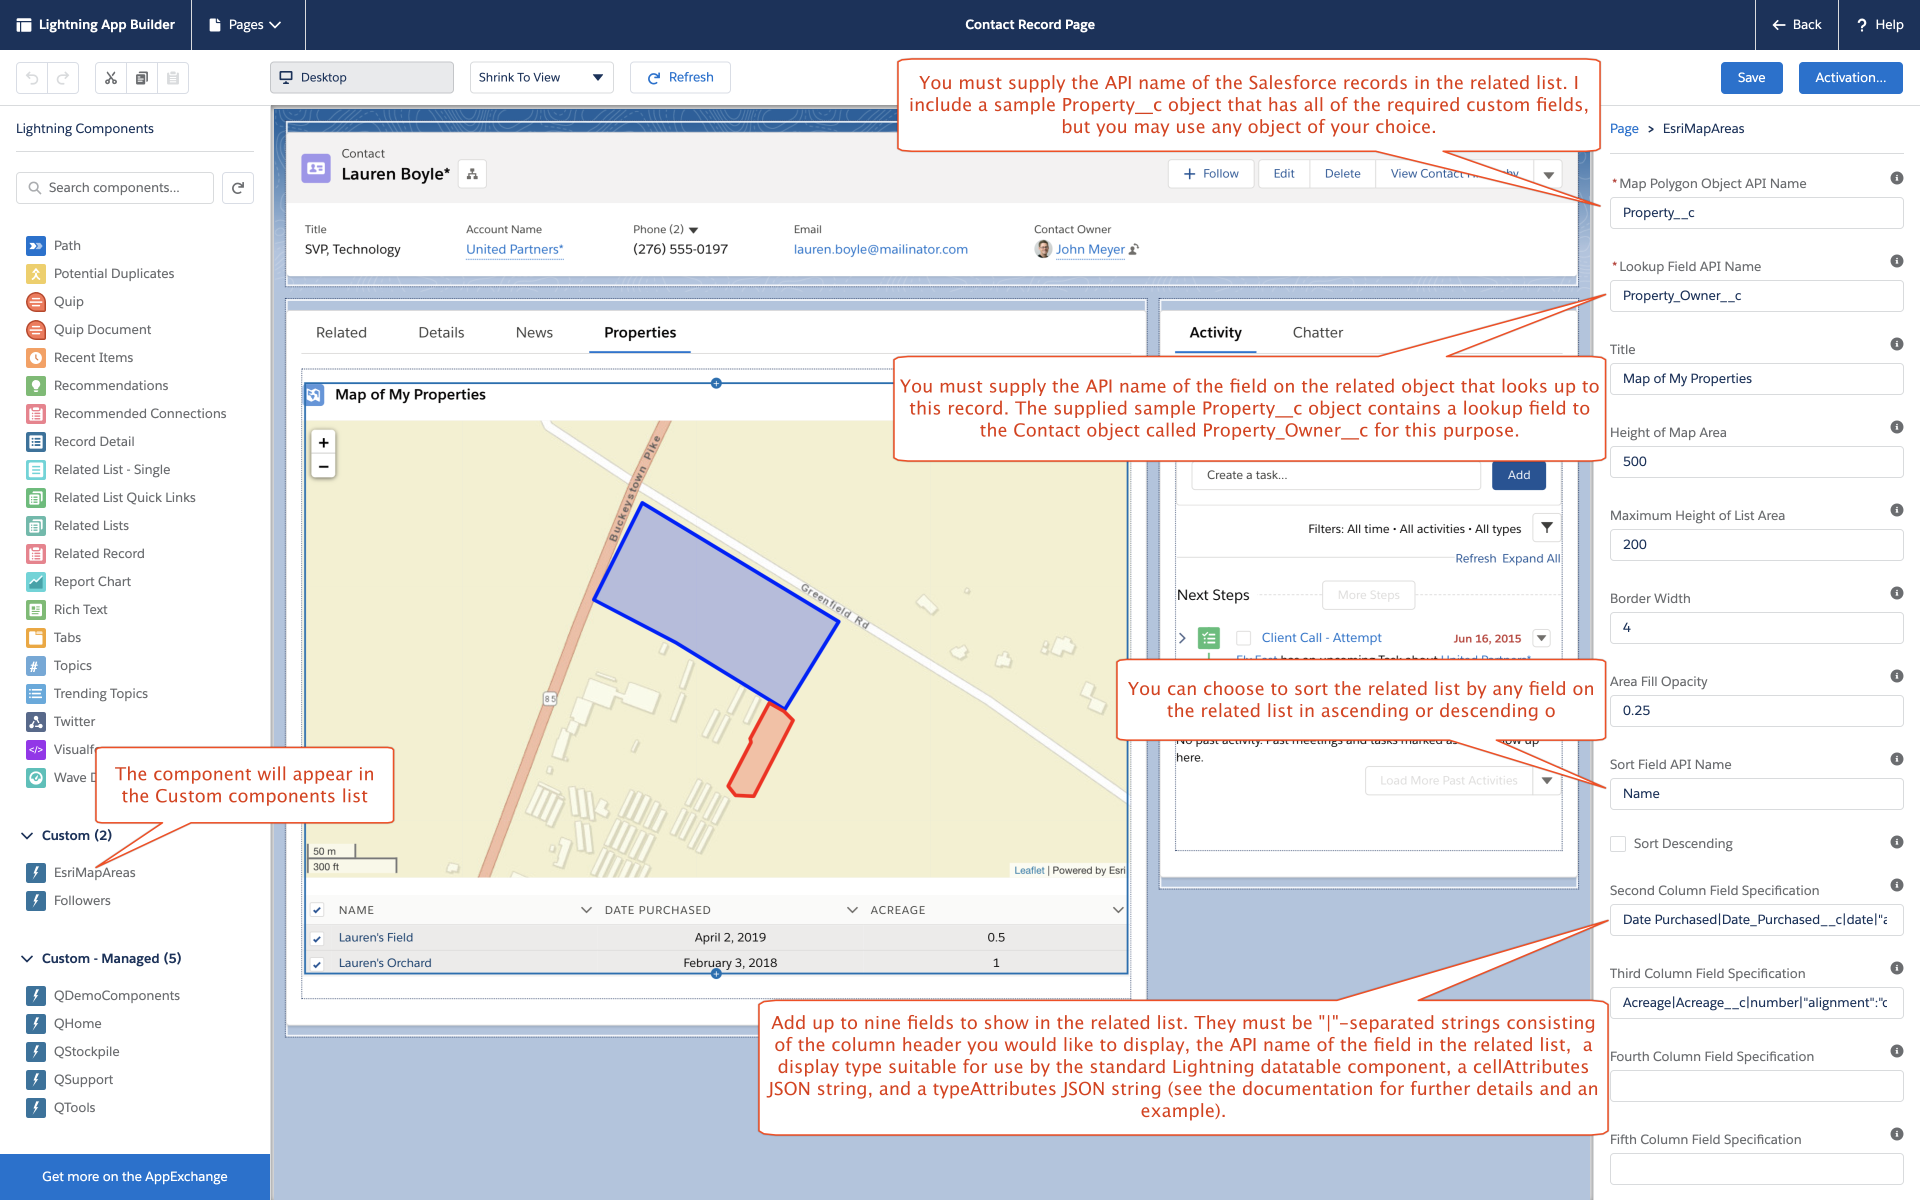 Lightning App Builder
Pages
Contact Record Page
Back
? Help
Desktop
Shrink To View
Refresh
Save
Activation...
You must supply the API name of the Salesforce records in the related list. I
include a sample Property__c object that has all of the required custom fields,
but you may use any object of your choice.
Lightning Components
Search components...
Path
Potential Duplicates
Quip
Quip Document
Recent Items
Recommendations
Recommended Connections
Record Detail
Related List - Single
Related List Quick Links
Related Lists
Related Record
Report Chart
Rich Text
Tabs
Topics
Trending Topics
Twitter
Wave
The component will appear in
the Custom components list
Custom (2)
EsriMapAreas
Followers
Custom - Managed (5)
QDemoComponents
QHome
QStockpile
QSupport
QTools
Get more on the AppExchange
Contact
Lauren Boyle*
Follow
Edit
Delete
View Contact
Title
SVP, Technology
Account Name
United Partners*
Phone (2)
(276) 555-0197
Email
lauren.boyle@mailinator.com
Contact Owner
John Meyer
Related
Details
News
Properties
Map of My Properties
+
−
Buckeystown Pike
Greenfield Rd
85
50 m
300 ft
Leaflet | Powered by Esri
NAME
DATE PURCHASED
ACREAGE
Lauren's Field
April 2, 2019
0.5
Lauren's Orchard
February 3, 2018
1
Activity
Chatter
You must supply the API name of the field on the related object that looks up to
this record. The supplied sample Property__c object contains a lookup field to
the Contact object called Property_Owner__c for this purpose.
Create a task...
Add
Filters: All time • All activities • All types
Refresh Expand All
Next Steps
More Steps
Client Call - Attempt
Jun 16, 2015
You can choose to sort the related list by any field on
the related list in ascending or descending o
here.
Load More Past Activities
Add up to nine fields to show in the related list. They must be "|"-separated strings consisting
of the column header you would like to display, the API name of the field in the related list, a
display type suitable for use by the standard Lightning datatable component, a cellAttributes
JSON string, and a typeAttributes JSON string (see the documentation for further details and an
example).
Page > EsriMapAreas
*Map Polygon Object API Name
Property__c
*Lookup Field API Name
Property_Owner__c
Title
Map of My Properties
Height of Map Area
500
Maximum Height of List Area
200
Border Width
4
Area Fill Opacity
0.25
Sort Field API Name
Name
Sort Descending
Second Column Field Specification
Date Purchased|Date_Purchased__c|date|"a
Third Column Field Specification
Acreage|Acreage__c|number|"alignment":"c
Fourth Column Field Specification
Fifth Column Field Specification